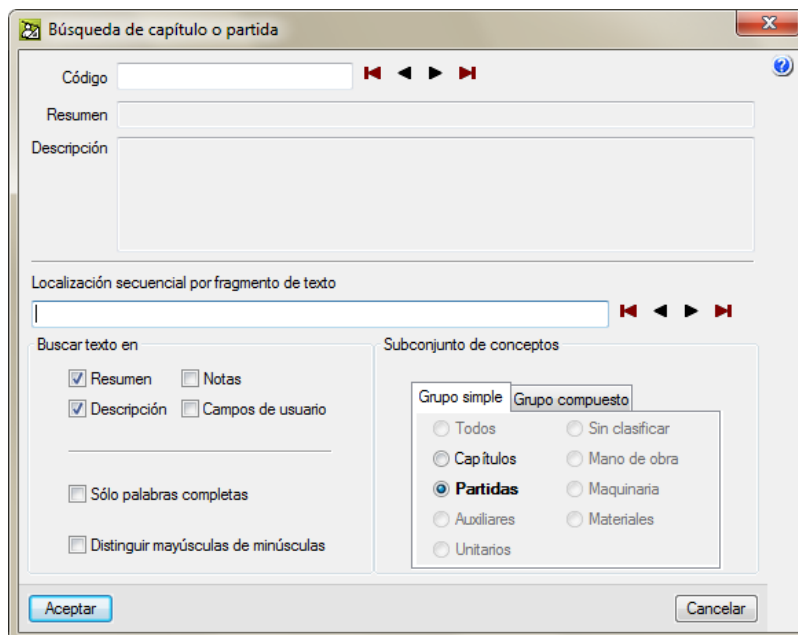 Búsqueda de capítulo o partida
Código
Resumen
Descripción
Localización secuencial por fragmento de texto
Buscar texto en
Resumen
Notas
Descripción
Campos de usuario
Sólo palabras completas
Distinguir mayúsculas de minúsculas
Subconjunto de conceptos
Grupo simple
Grupo compuesto
Todos
Sin clasificar
Capítulos
Mano de obra
Partidas
Maquinaria
Auxiliares
Materiales
Unitarios
Aceptar
Cancelar